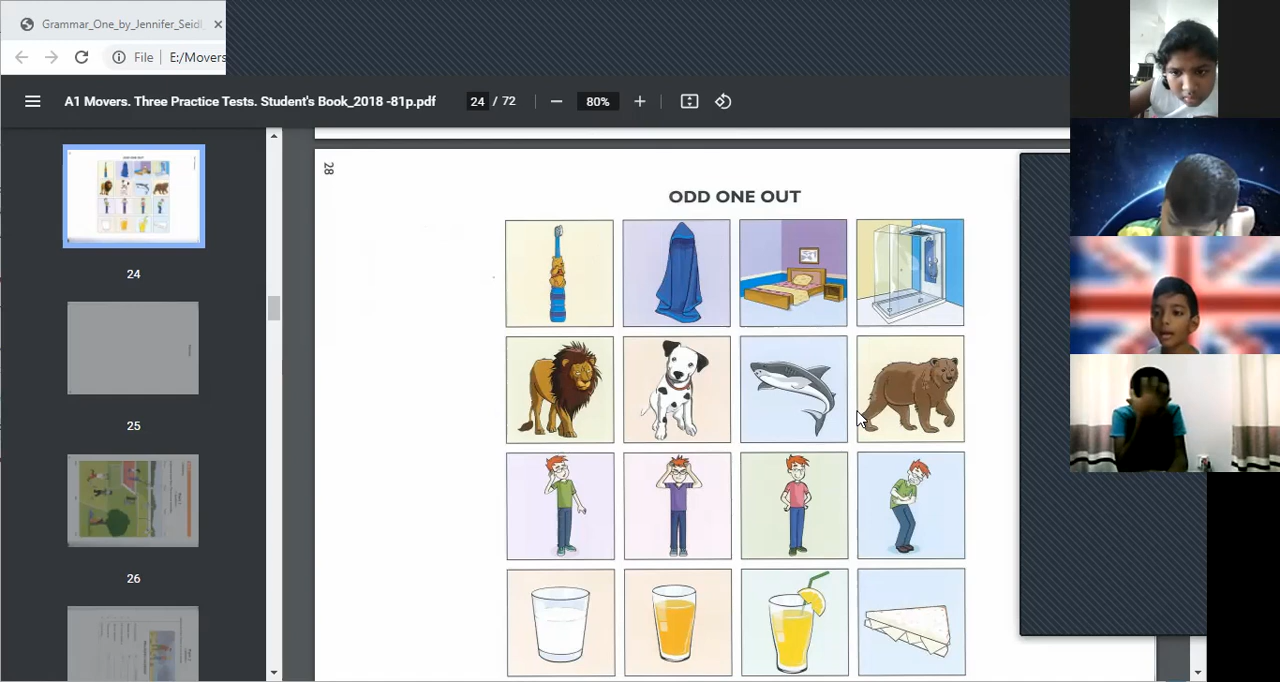 Grammar_One_by_Jennifer_Seidl
File
E:/Movers
A1 Movers. Three Practice Tests. Student's Book_2018 -81p.pdf
24 / 72
80%
28
ODD ONE OUT
24
25
26